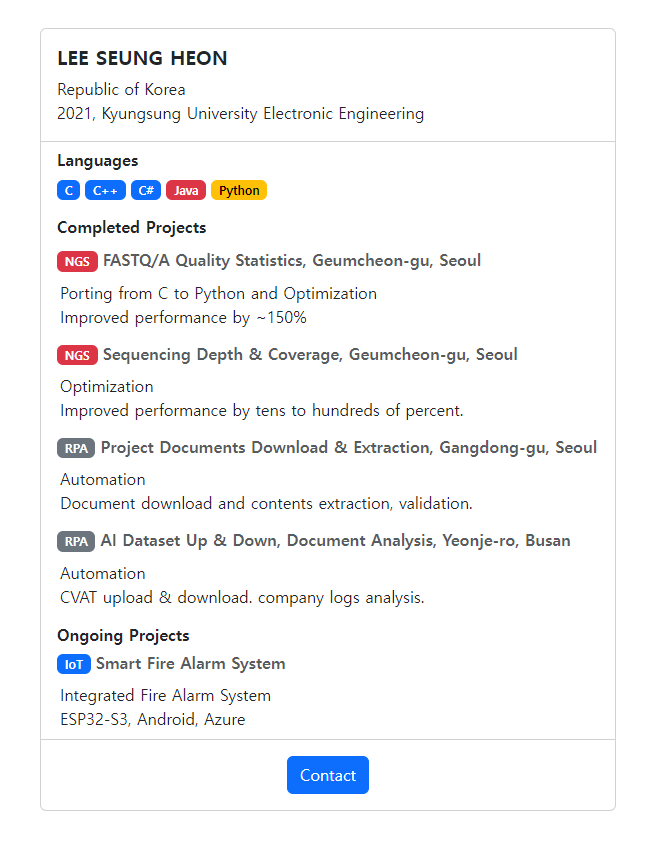 LEE SEUNG HEON
Republic of Korea
2021, Kyungsung University Electronic Engineering
Languages
C C++ C# Java Python
Completed Projects
NGS FASTQ/A Quality Statistics, Geumcheon-gu, Seoul
Porting from C to Python and Optimization
Improved performance by ~150%
NGS Sequencing Depth & Coverage, Geumcheon-gu, Seoul
Optimization
Improved performance by tens to hundreds of percent.
RPA Project Documents Download & Extraction, Gangdong-gu, Seoul
Automation
Document download and contents extraction, validation.
RPA AI Dataset Up & Down, Document Analysis, Yeonje-ro, Busan
Automation
CVAT upload & download. company logs analysis.
Ongoing Projects
IoT Smart Fire Alarm System
Integrated Fire Alarm System
ESP32-S3, Android, Azure
Contact